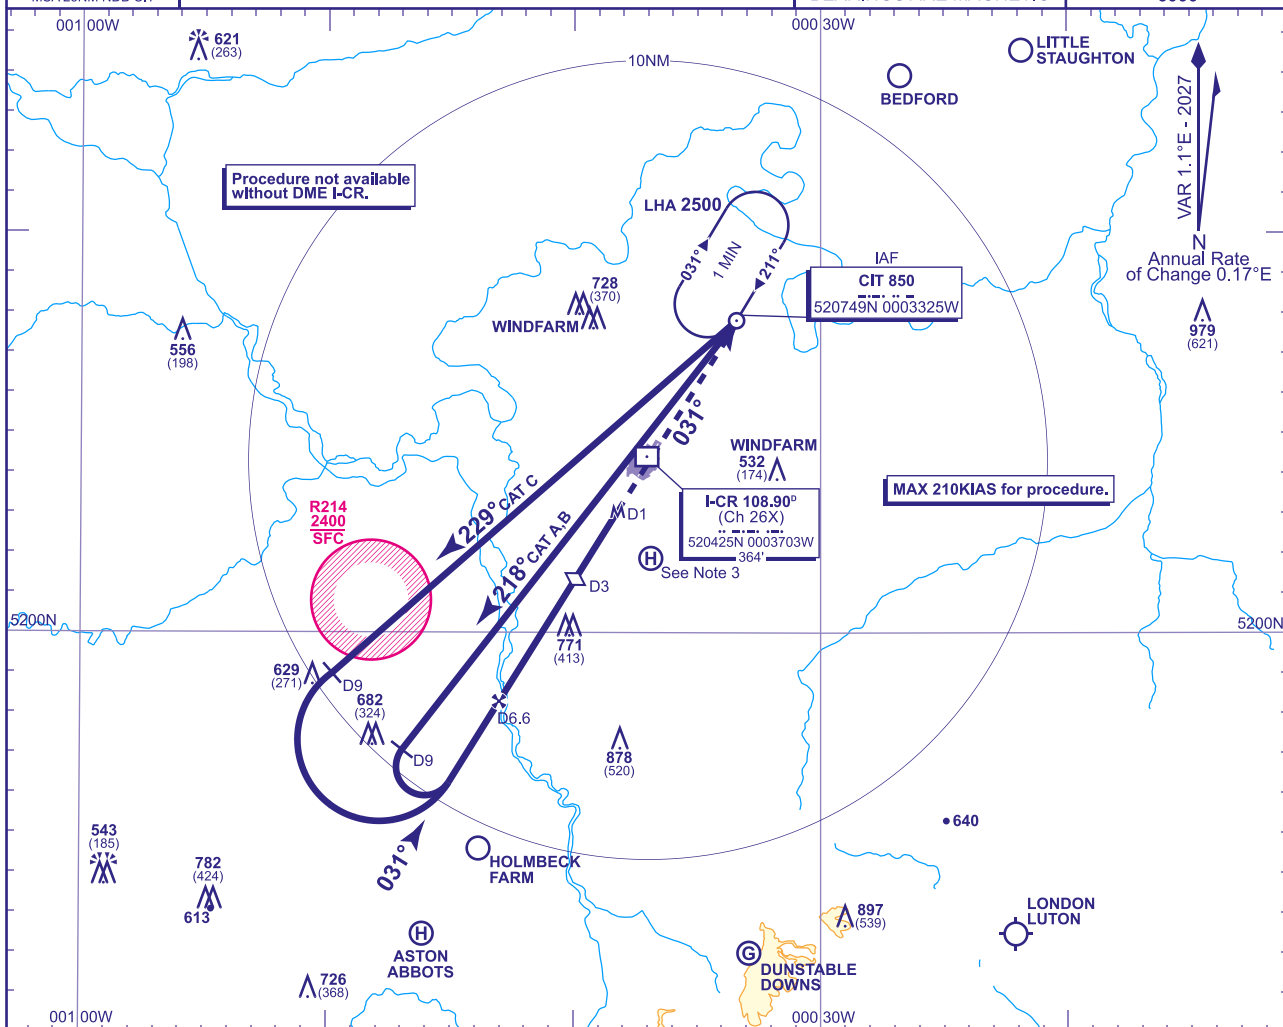 001°00'W
000°30'W
621
(263)
10NM
LITTLE
STAUGHTON
BEDFORD
VAR 1.1°E - 2027
N
Annual Rate
of Change 0.17°E
Procedure not available
without DME I-CR.
LHA 2500
031°
1 MIN
211°
IAF
CIT 850
520749N 0003325W
728
(370)
WINDFARM
556
(198)
979
(621)
031°
WINDFARM
532
(174)
MAX 210KIAS for procedure.
I-CR 108.90D
(Ch 26X)
520425N 0003703W
364'
R214
2400
SFC
229° CAT C
218° CAT A,B
D1
H
See Note 3
D3
5200N
5200N
771
(413)
629
(271)
D9
682
(324)
D6.6
D9
878
(520)
031°
640
543
(185)
782
(424)
613
HOLMBECK
FARM
897
(539)
LONDON
LUTON
H
ASTON
ABBOTS
G
DUNSTABLE
DOWNS
726
(368)
001°00'W
000°30'W